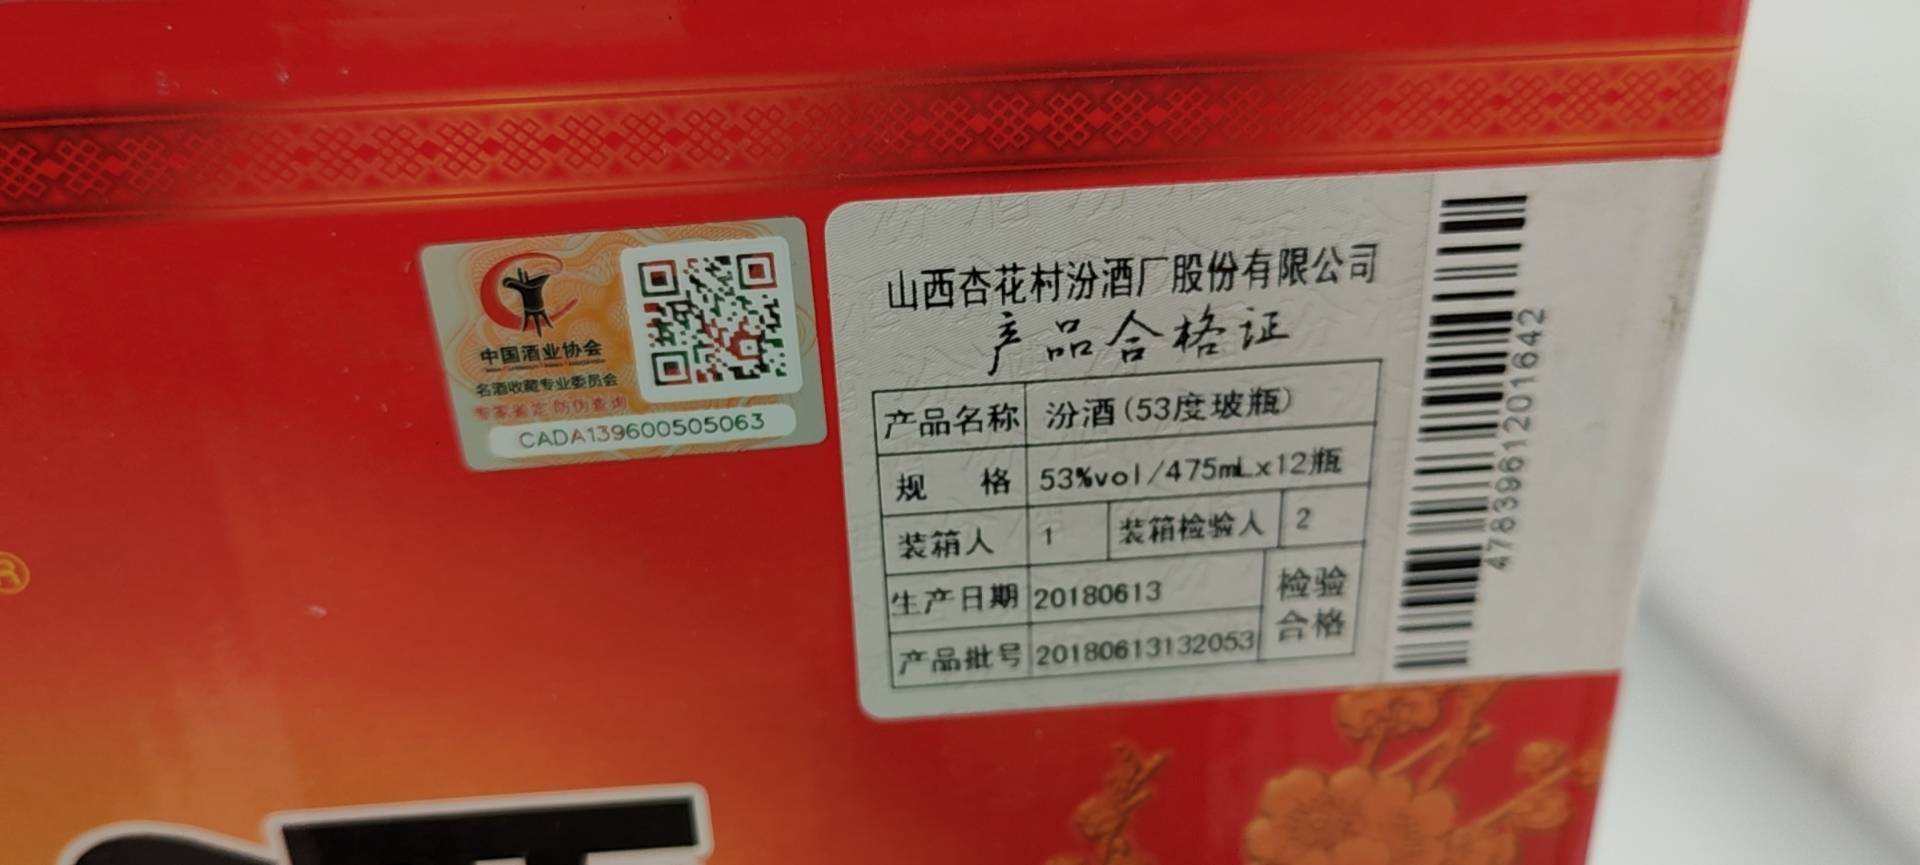 中国酒业协会
名酒收藏专业委员会
专家鉴定 防伪查询
CADA139600505063
山西杏花村汾酒厂股份有限公司
产品合格证
产品名称 汾酒(53度玻瓶)
规 格 53%vol/475mLx12瓶
装箱人 1 装箱检验人 2
生产日期 20180613 检验
合格
产品批号 20180613132053
4783961201642
®